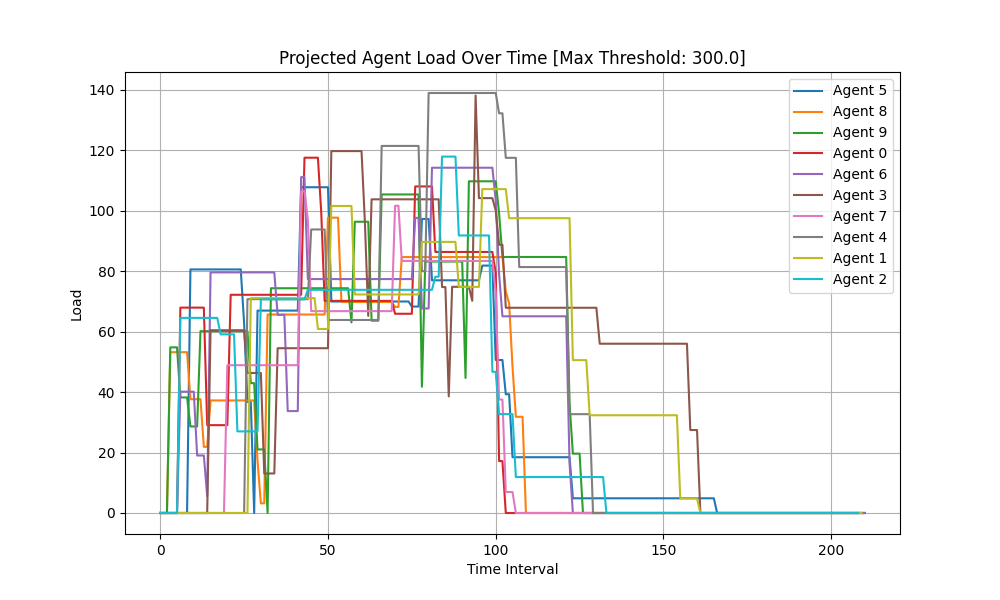 Projected Agent Load Over Time [Max Threshold: 300.0]
Load
140
120
100
80
60
40
20
0
0
50
100
150
200
Time Interval
Agent 5
Agent 8
Agent 9
Agent 0
Agent 6
Agent 3
Agent 7
Agent 4
Agent 1
Agent 2